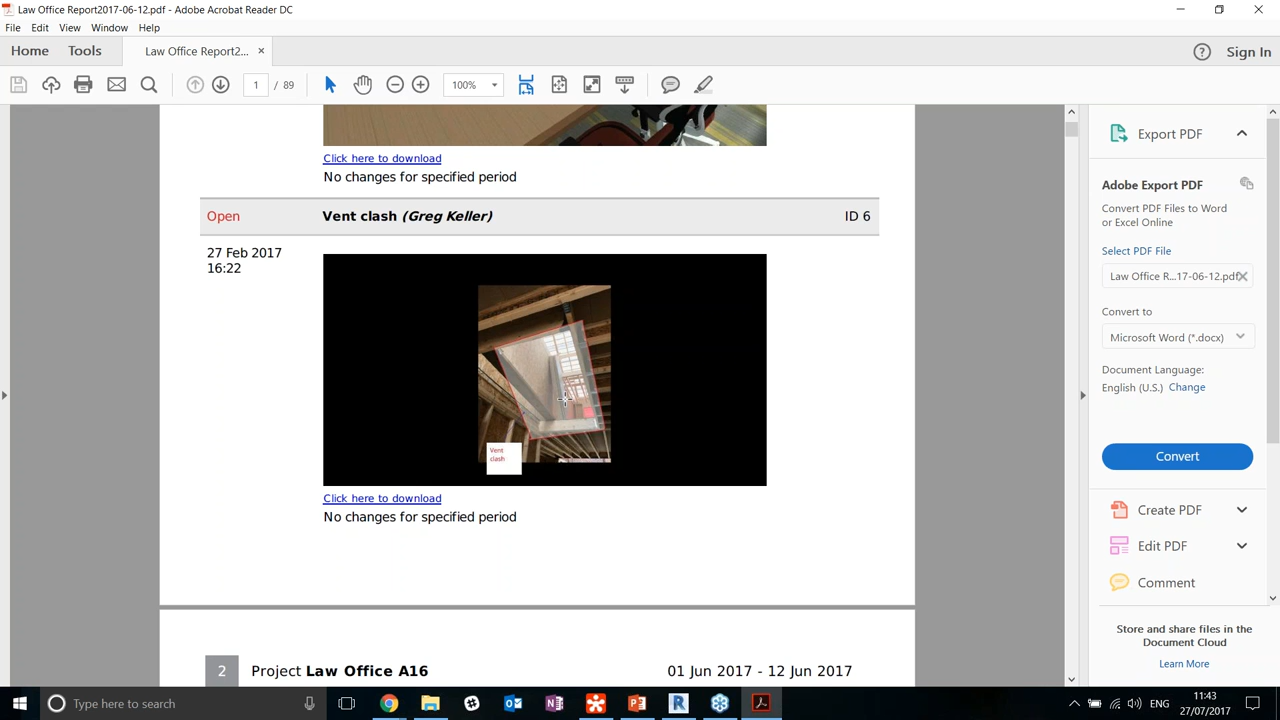 Law Office Report2017-06-12.pdf - Adobe Acrobat Reader DC
File Edit View Window Help
Home Tools Law Office Report2... × Sign In
1 / 89 100%
Click here to download
No changes for specified period
Open Vent clash (Greg Keller) ID 6
27 Feb 2017
16:22
Vent
clash
Click here to download
No changes for specified period
2 Project Law Office A16 01 Jun 2017 - 12 Jun 2017
Export PDF
Adobe Export PDF
Convert PDF Files to Word
or Excel Online
Select PDF File
Law Office R...17-06-12.pdf
Convert to
Microsoft Word (*.docx)
Document Language:
English (U.S.) Change
Convert
Create PDF
Edit PDF
Comment
Store and share files in the
Document Cloud
Learn More
Type here to search
ENG
11:43
27/07/2017